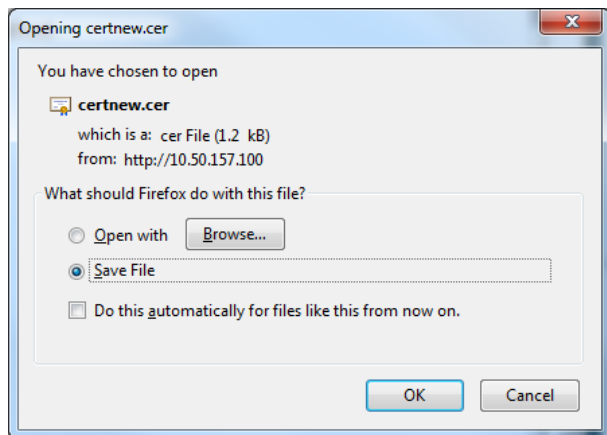 Opening certnew.cer
You have chosen to open
certnew.cer
which is a: cer File (1.2 kB)
from: http://10.50.157.100
What should Firefox do with this file?
Open with
Browse...
Save File
Do this automatically for files like this from now on.
OK
Cancel